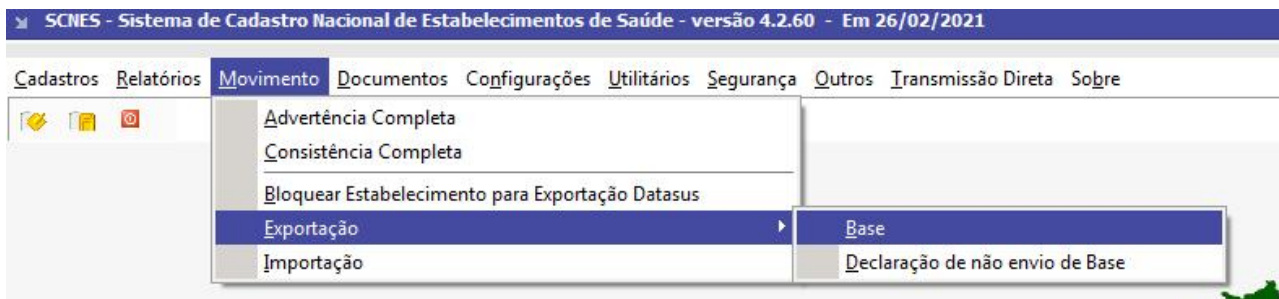 SCNES - Sistema de Cadastro Nacional de Estabelecimentos de Saúde - versão 4.2.60 - Em 26/02/2021
Cadastros Relatórios Movimento Documentos Configurações Utilitários Segurança Outros Transmissão Direta Sobre
Advertência Completa
Consistência Completa
Bloquear Estabelecimento para Exportação Datasus
Exportação Base
Importação Declaração de não envio de Base